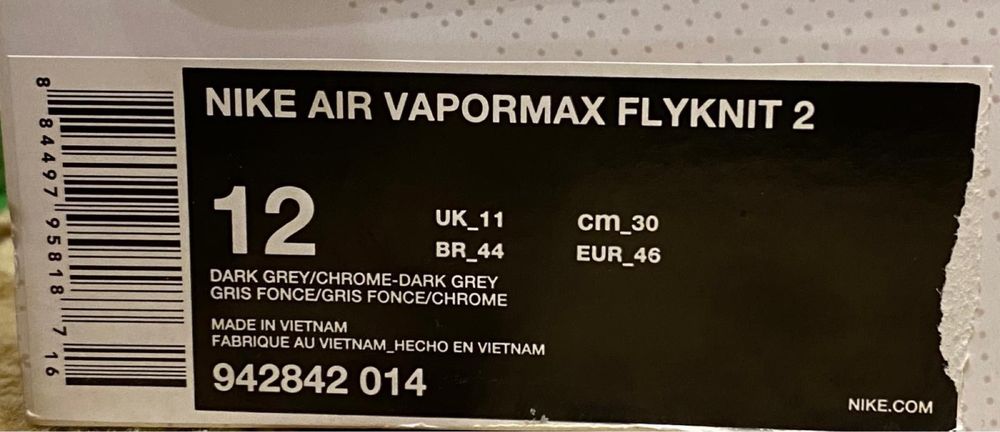 NIKE AIR VAPORMAX FLYKNIT 2
12
UK_11 cm_30
BR_44 EUR_46
DARK GREY/CHROME-DARK GREY
GRIS FONCE/GRIS FONCE/CHROME
MADE IN VIETNAM
FABRIQUE AU VIETNAM_HECHO EN VIETNAM
942842 014
NIKE.COM
8 84497 95818 7 16